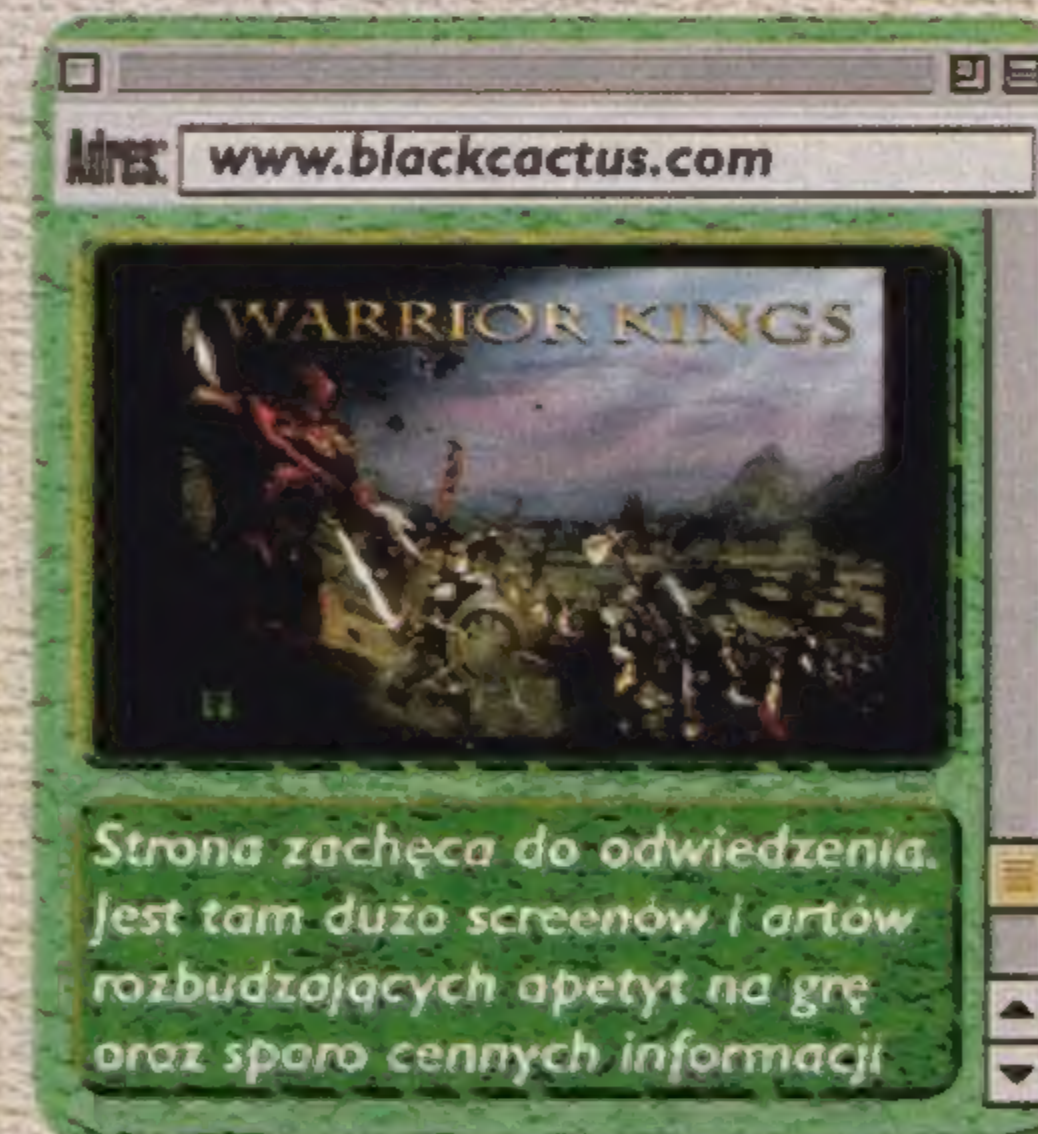 Adres: www.blackcactus.com
WARRIOR KINGS
Strona zachęca do odwiedzenia.
Jest tam dużo screenów i artów
rozbudzających apetyt na grę
oraz sporo cennych informacji